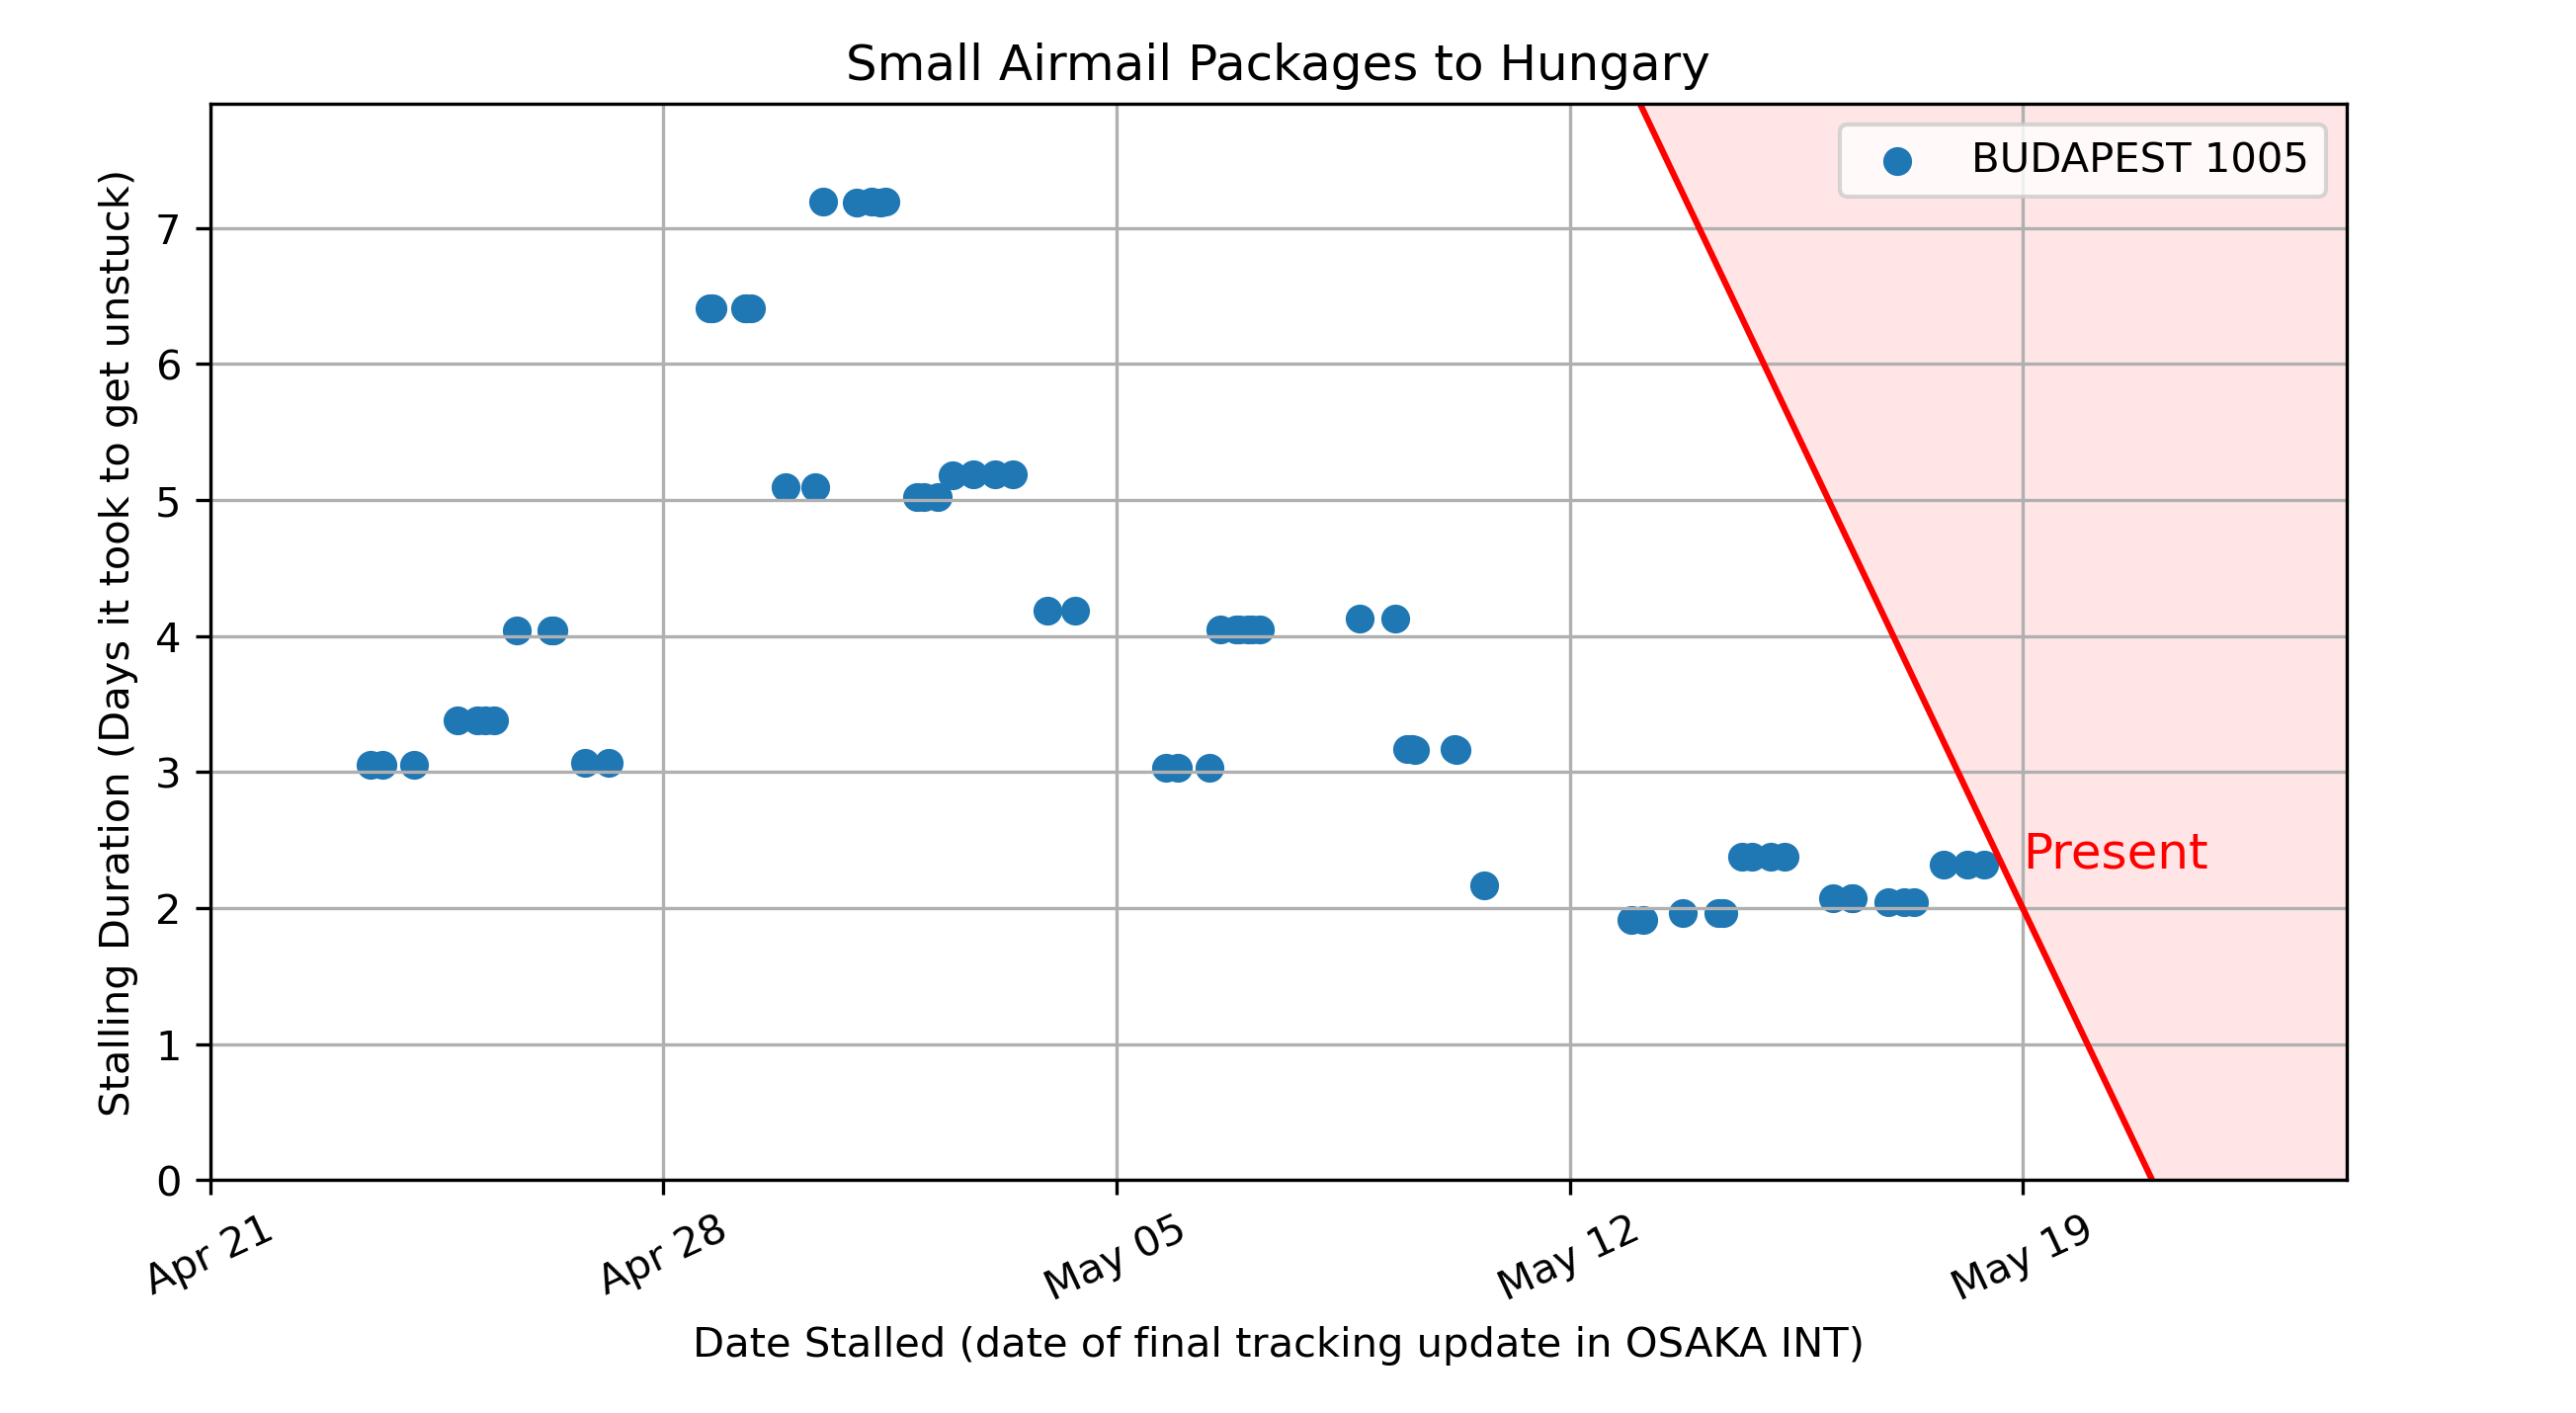 Small Airmail Packages to Hungary
BUDAPEST 1005
Stalling Duration (Days it took to get unstuck)
7
6
5
4
3
2
1
0
Present
Apr 21
Apr 28
May 05
May 12
May 19
Date Stalled (date of final tracking update in OSAKA INT)